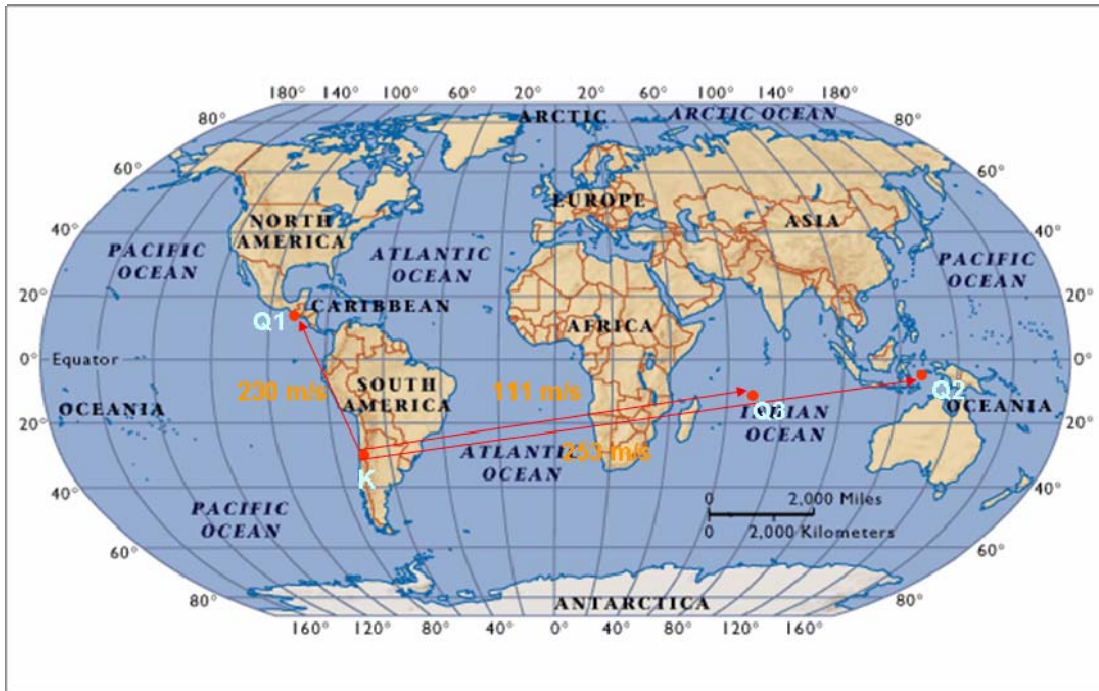 180° 140° 100° 60° 20° 20° 60° 100° 140° 180°
80° ARCTIC ARCTIC OCEAN 80°
60° 60°
EUROPE
NORTH
AMERICA
ASIA
40° 40°
PACIFIC
OCEAN
ATLANTIC
OCEAN
PACIFIC
OCEAN
20° 20°
CARIBBEAN
Q1
AFRICA
0° Equator 0°
230 m/s
SOUTH
AMERICA
111 m/s
Q2
OCEANIA
Q3
INDIAN
OCEAN
OCEANIA
20° 20°
ATLANTIC
OCEAN
253 m/s
K
40° 40°
PACIFIC
OCEAN
0 2,000 Miles
0 2,000 Kilometers
60° 60°
80° 80°
ANTARCTICA
160° 120° 80° 40° 0° 40° 80° 120° 160°